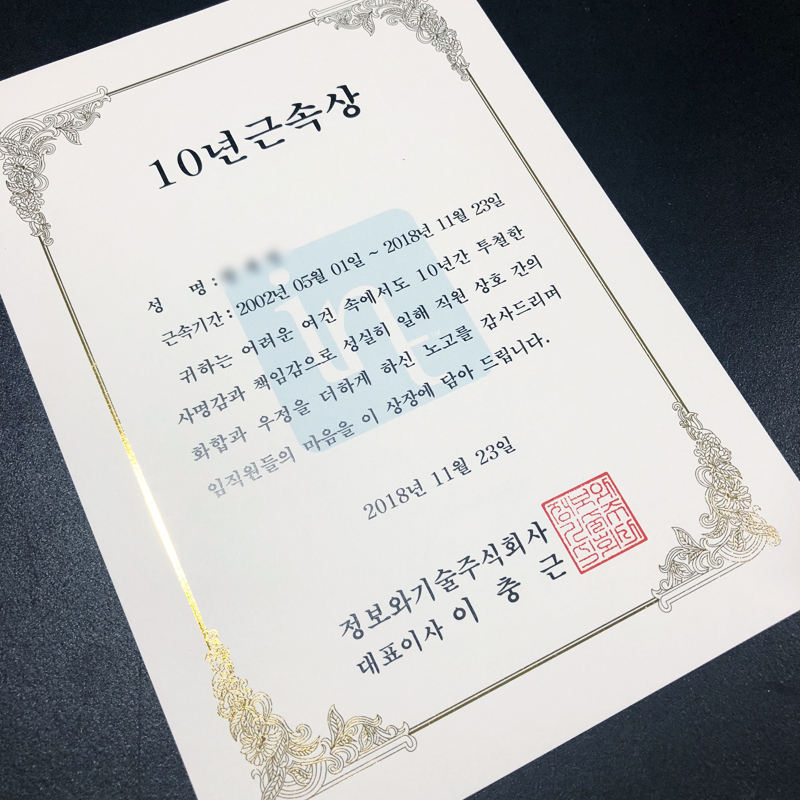 10년근속상
성 명 :
근속기간 : 2002년 05월 01일 ~ 2018년 11월 23일
귀하는 어려운 여건 속에서도 10년간 투철한
사명감과 책임감으로 성실히 일해 직원 상호 간의
화합과 우정을 더하게 하신 노고를 감사드리며
임직원들의 마음을 이 상장에 담아 드립니다.
2018년 11월 23일
정보와기술주식회사
대표이사 이 충 근